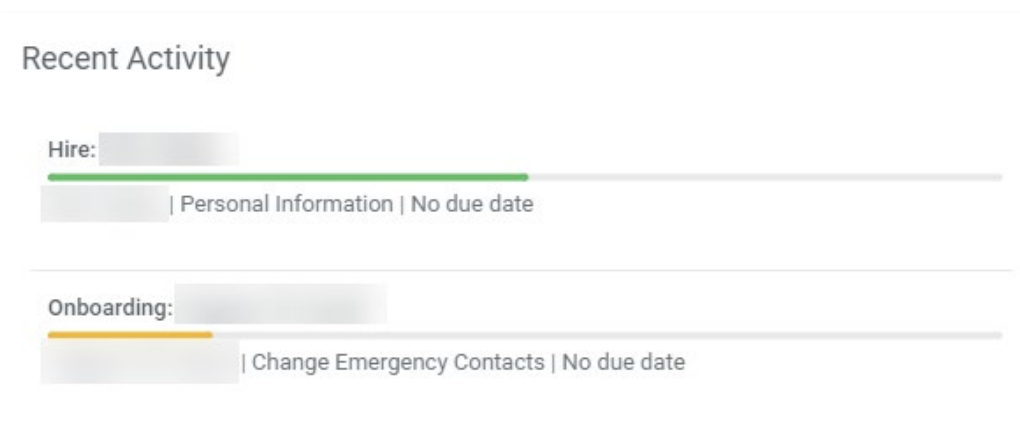 Recent Activity
Hire:
| Personal Information | No due date
Onboarding:
| Change Emergency Contacts | No due date